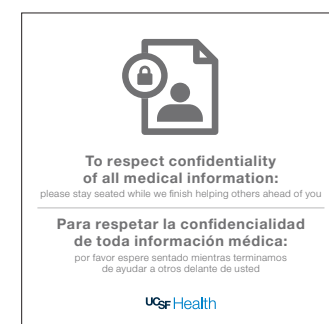 To respect confidentiality
of all medical information:
please stay seated while we finish helping others ahead of you
Para respetar la confidencialidad
de toda información médica:
por favor espere sentado mientras terminamos
de ayudar a otros delante de usted
UCSF Health